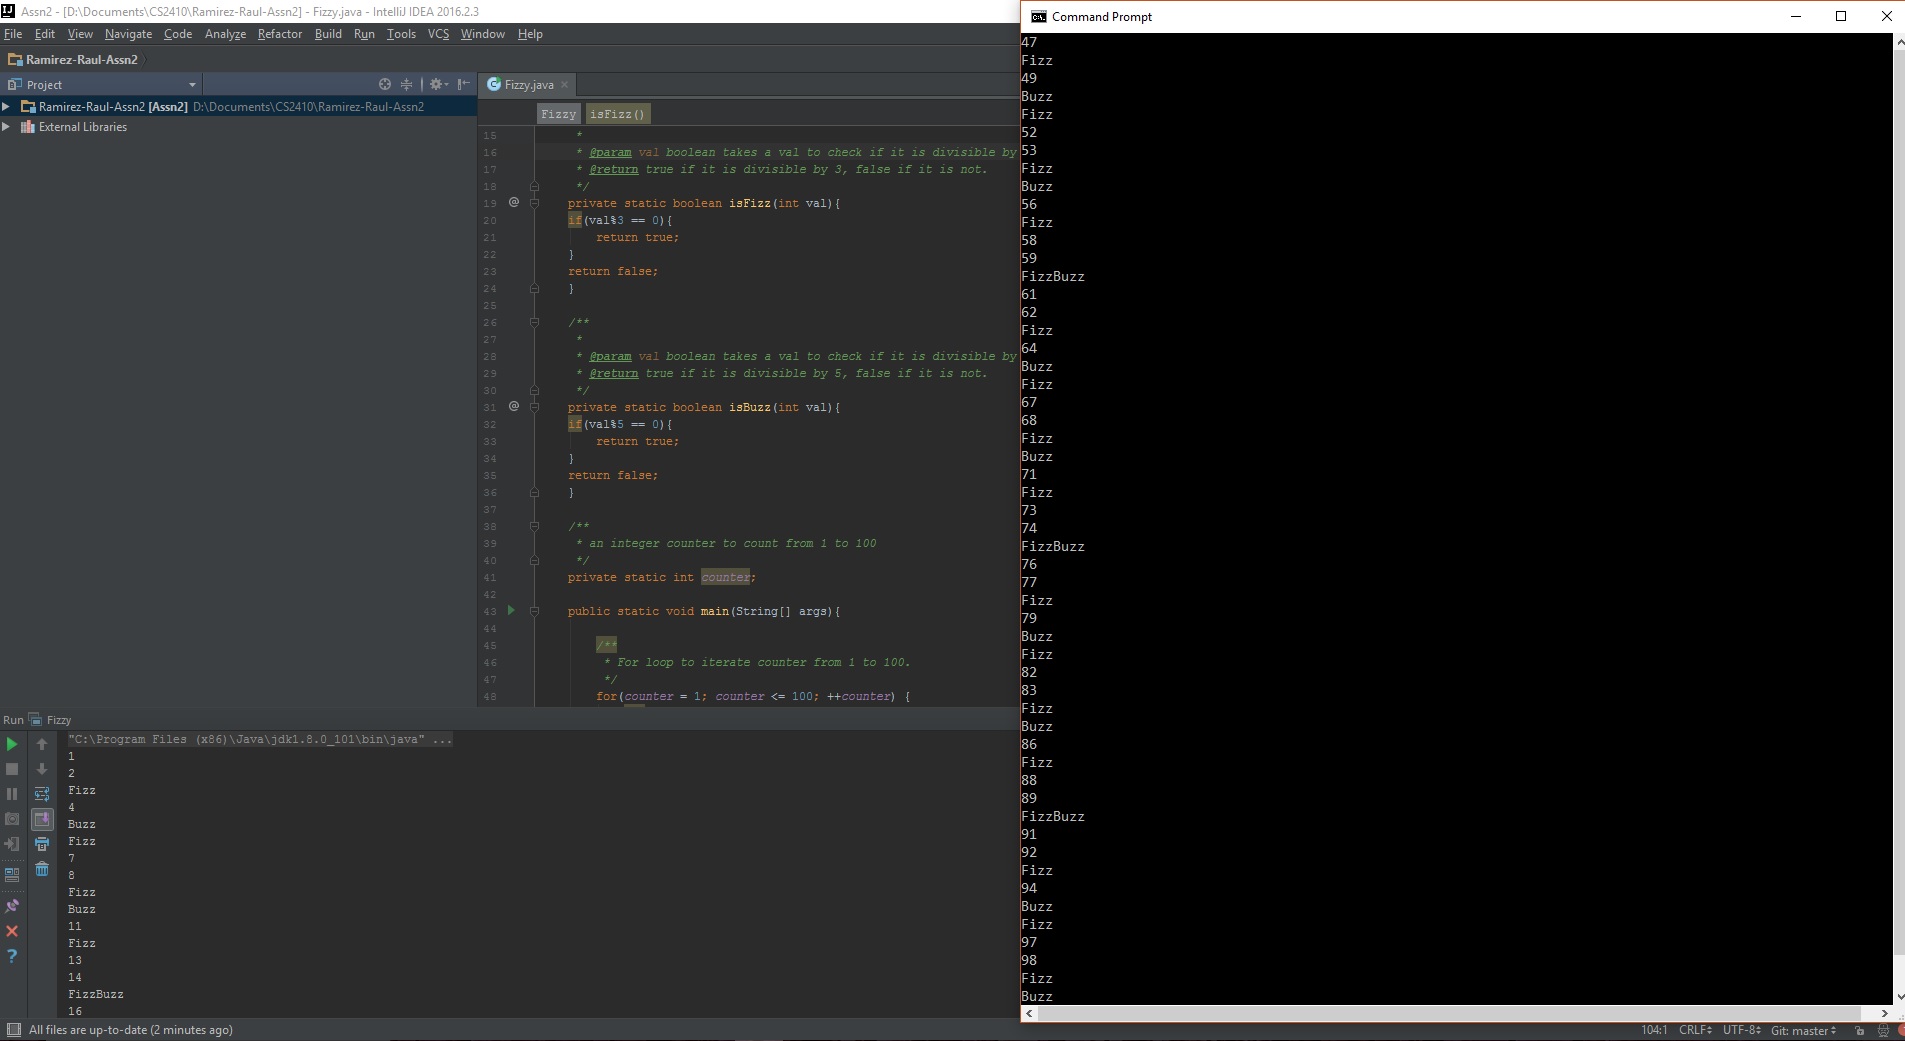 Assn2 - [D:\Documents\CS2410\Ramirez-Raul-Assn2] - Fizzy.java - IntelliJ IDEA 2016.2.3
File Edit View Navigate Code Analyze Refactor Build Run Tools VCS Window Help
Ramirez-Raul-Assn2
Project
Ramirez-Raul-Assn2 [Assn2] D:\Documents\CS2410\Ramirez-Raul-Assn2
External Libraries
Fizzy.java
Fizzy isFizz()
15 *
16 * @param val boolean takes a val to check if it is divisible by
17 * @return true if it is divisible by 3, false if it is not.
18 */
19 @ private static boolean isFizz(int val){
20 if(val%3 == 0){
21 return true;
22 }
23 return false;
24 }
25
26 /**
27 *
28 * @param val boolean takes a val to check if it is divisible by
29 * @return true if it is divisible by 5, false if it is not.
30 */
31 @ private static boolean isBuzz(int val){
32 if(val%5 == 0){
33 return true;
34 }
35 return false;
36 }
37
38 /**
39 * an integer counter to count from 1 to 100
40 */
41 private static int counter;
42
43 public static void main(String[] args){
44
45 /**
46 * For loop to iterate counter from 1 to 100.
47 */
48 for(counter = 1; counter <= 100; ++counter) {
Run Fizzy
"C:\Program Files (x86)\Java\jdk1.8.0_101\bin\java" ...
1
2
Fizz
4
Buzz
Fizz
7
8
Fizz
Buzz
11
Fizz
13
14
FizzBuzz
16
All files are up-to-date (2 minutes ago)
Command Prompt
47
Fizz
49
Buzz
Fizz
52
53
Fizz
Buzz
56
Fizz
58
59
FizzBuzz
61
62
Fizz
64
Buzz
Fizz
67
68
Fizz
Buzz
71
Fizz
73
74
FizzBuzz
76
77
Fizz
79
Buzz
Fizz
82
83
Fizz
Buzz
86
Fizz
88
89
FizzBuzz
91
92
Fizz
94
Buzz
Fizz
97
98
Fizz
Buzz
104:1 CRLF UTF-8 Git: master